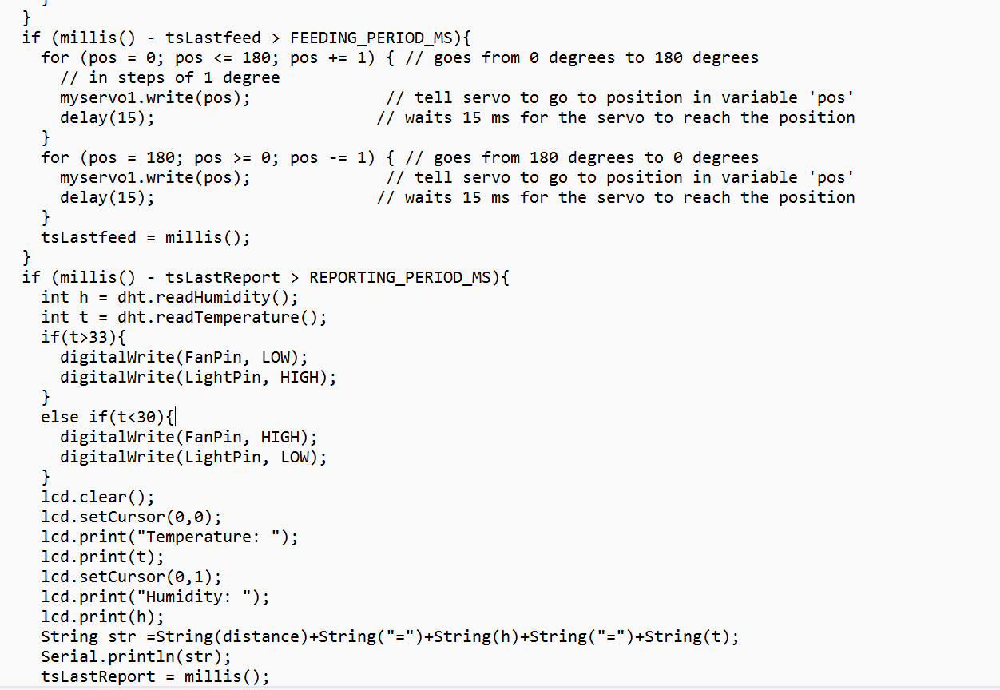 }
}
if (millis() - tsLastfeed > FEEDING_PERIOD_MS){
for (pos = 0; pos <= 180; pos += 1) { // goes from 0 degrees to 180 degrees
// in steps of 1 degree
myservo1.write(pos); // tell servo to go to position in variable 'pos'
delay(15); // waits 15 ms for the servo to reach the position
}
for (pos = 180; pos >= 0; pos -= 1) { // goes from 180 degrees to 0 degrees
myservo1.write(pos); // tell servo to go to position in variable 'pos'
delay(15); // waits 15 ms for the servo to reach the position
}
tsLastfeed = millis();
}
if (millis() - tsLastReport > REPORTING_PERIOD_MS){
int h = dht.readHumidity();
int t = dht.readTemperature();
if(t>33){
digitalWrite(FanPin, LOW);
digitalWrite(LightPin, HIGH);
}
else if(t<30){
digitalWrite(FanPin, HIGH);
digitalWrite(LightPin, LOW);
}
lcd.clear();
lcd.setCursor(0,0);
lcd.print("Temperature: ");
lcd.print(t);
lcd.setCursor(0,1);
lcd.print("Humidity: ");
lcd.print(h);
String str =String(distance)+String("=")+String(h)+String("=")+String(t);
Serial.println(str);
tsLastReport = millis();